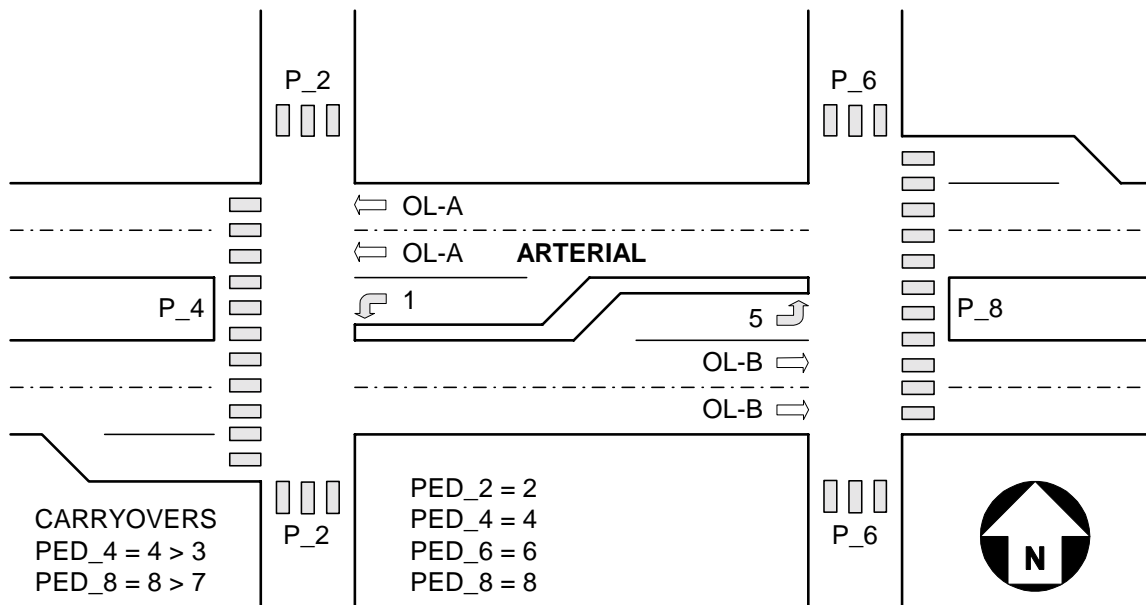 P_2
P_6
OL-A
OL-A
ARTERIAL
P_4
1
5
P_8
OL-B
OL-B
CARRYOVERS
PED_4 = 4 > 3
PED_8 = 8 > 7
P_2
PED_2 = 2
PED_4 = 4
PED_6 = 6
PED_8 = 8
P_6
N